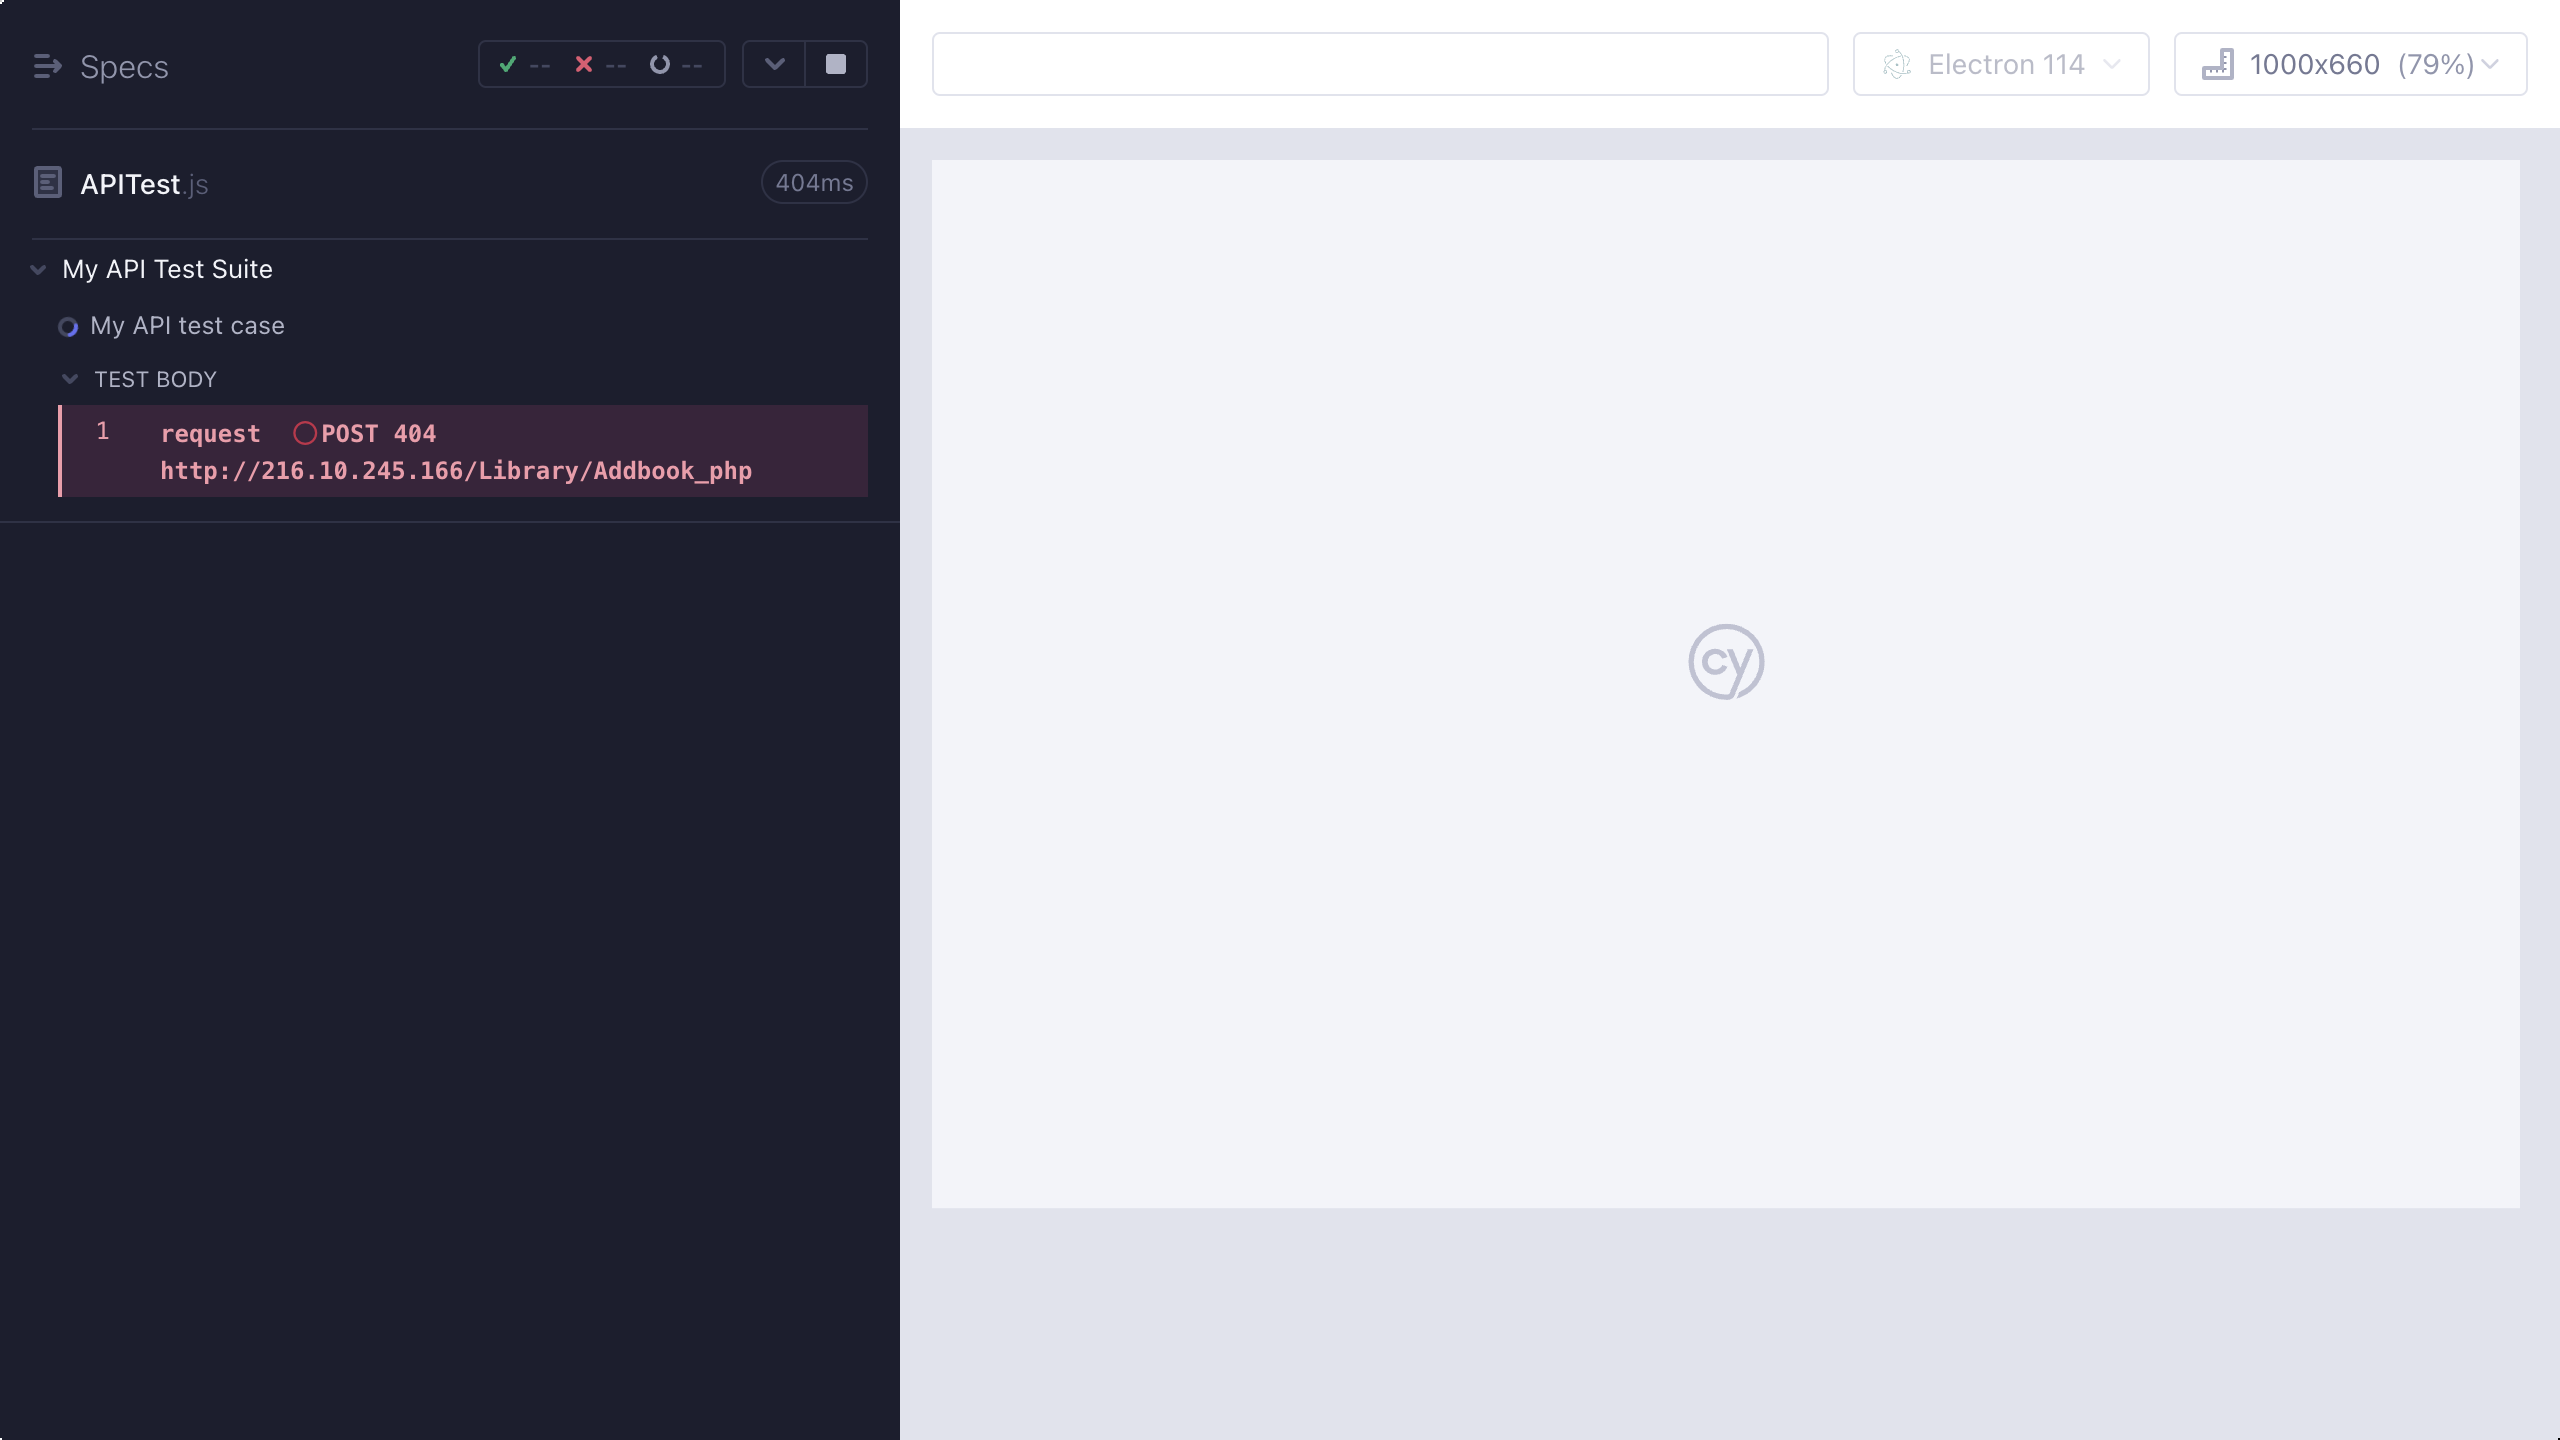 Specs
-- -- --
Electron 114
1000x660 (79%)
APITest.js
404ms
My API Test Suite
My API test case
TEST BODY
1 request POST 404
http://216.10.245.166/Library/Addbook_php
cy